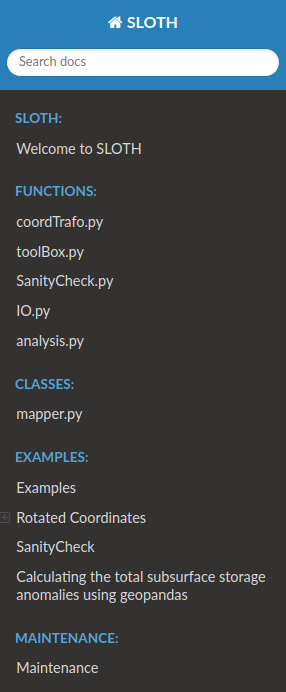 SLOTH
Search docs
SLOTH:
Welcome to SLOTH
FUNCTIONS:
coordTrafo.py
toolBox.py
SanityCheck.py
IO.py
analysis.py
CLASSES:
mapper.py
EXAMPLES:
Examples
Rotated Coordinates
SanityCheck
Calculating the total subsurface storage
anomalies using geopandas
MAINTENANCE:
Maintenance